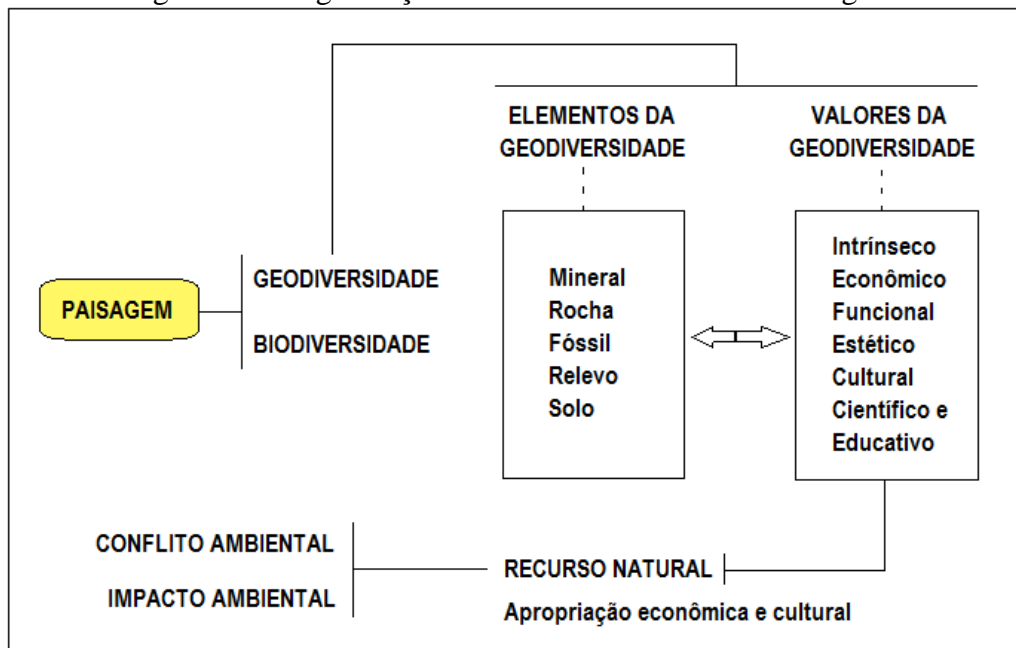 ELEMENTOS DA
GEODIVERSIDADE
VALORES DA
GEODIVERSIDADE
PAISAGEM
GEODIVERSIDADE
BIODIVERSIDADE
Mineral
Rocha
Fóssil
Relevo
Solo
Intrínseco
Econômico
Funcional
Estético
Cultural
Científico e
Educativo
CONFLITO AMBIENTAL
IMPACTO AMBIENTAL
RECURSO NATURAL
Apropriação econômica e cultural